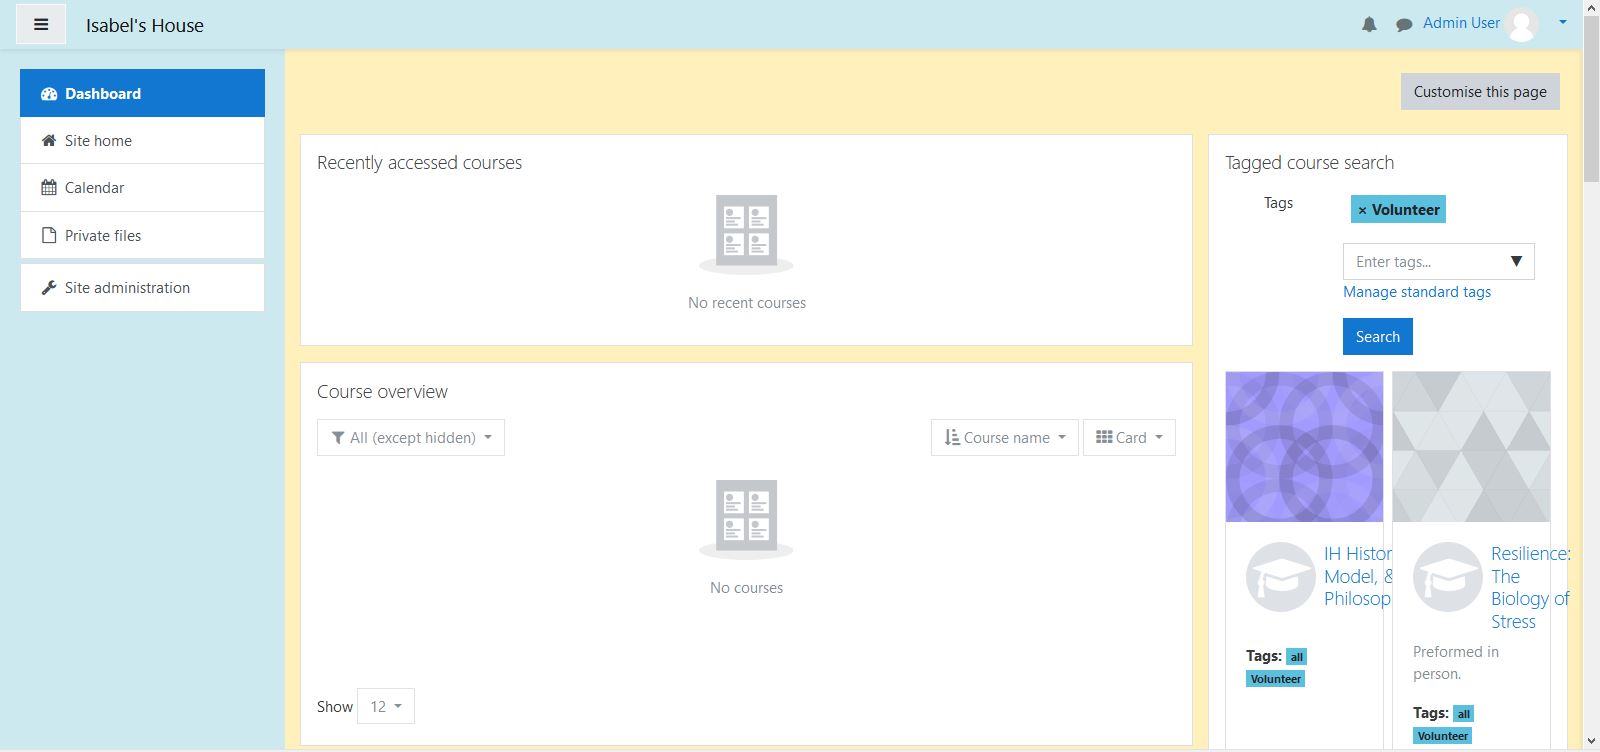 Isabel's House
Admin User
Dashboard
Site home
Calendar
Private files
Site administration
Customise this page
Recently accessed courses
No recent courses
Course overview
All (except hidden)
Course name
Card
No courses
Show 12
Tagged course search
Tags
× Volunteer
Enter tags...
Manage standard tags
Search
IH Histor
Model, &
Philosop
Tags: all
Volunteer
Resilience:
The
Biology of
Stress
Preformed in
person.
Tags: all
Volunteer